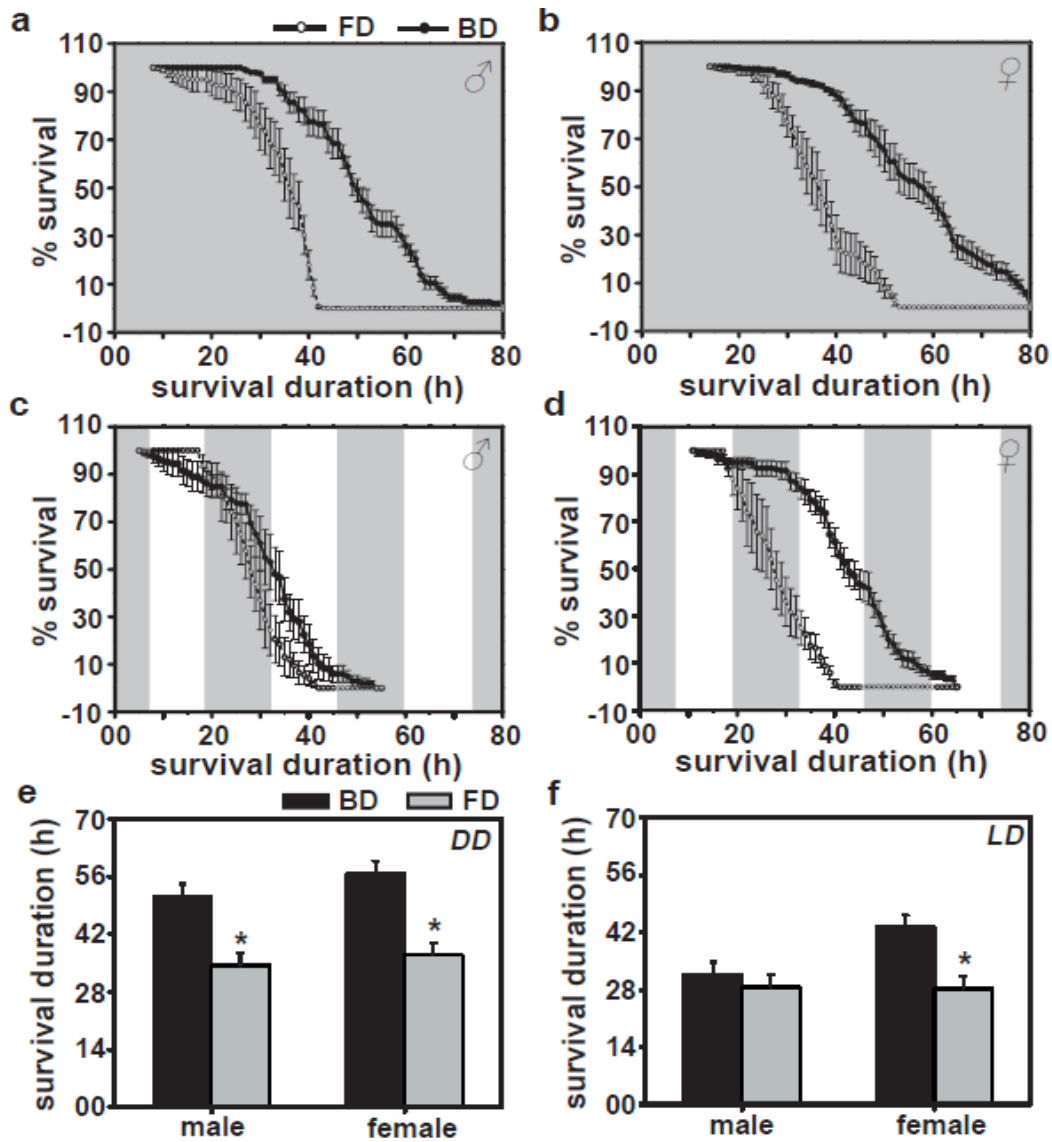 a
FD BD
b
110
90
70
50
30
10
-10
% survival
♂
00 20 40 60 80
survival duration (h)
110
90
70
50
30
10
-10
% survival
♀
00 20 40 60 80
survival duration (h)
c
110
90
70
50
30
10
-10
% survival
♂
00 20 40 60 80
survival duration (h)
d
110
90
70
50
30
10
-10
% survival
♀
00 20 40 60 80
survival duration (h)
e
BD FD
70
56
42
28
14
00
survival duration (h)
DD
* *
male female
f
70
56
42
28
14
00
survival duration (h)
LD
*
male female